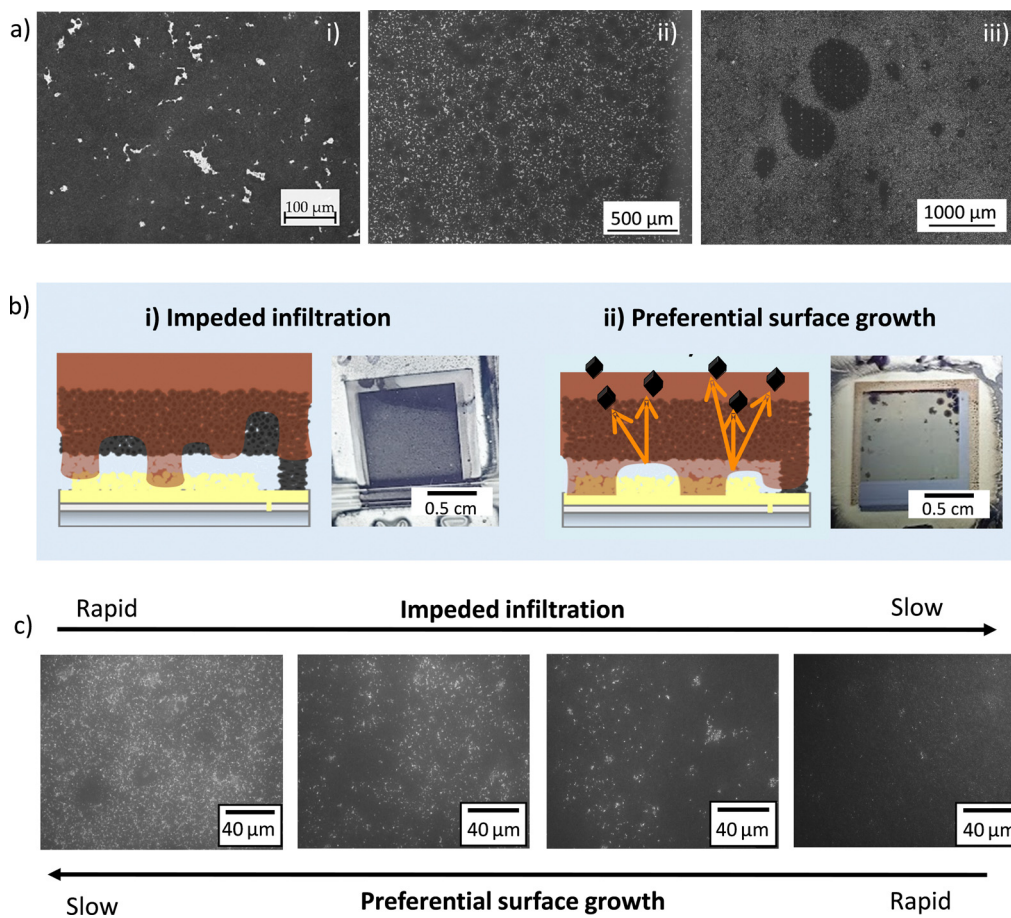 a)
i)
ii)
iii)
100 µm
500 µm
1000 µm
b)
i) Impeded infiltration
ii) Preferential surface growth
0.5 cm
0.5 cm
Rapid
Impeded infiltration
Slow
c)
40 µm
40 µm
40 µm
40 µm
Slow
Preferential surface growth
Rapid